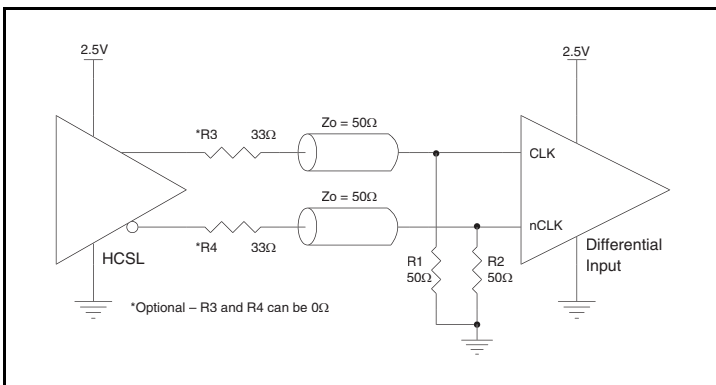 2.5V
2.5V
*R3
33Ω
Zo = 50Ω
CLK
Zo = 50Ω
nCLK
*R4
33Ω
HCSL
R1
50Ω
R2
50Ω
Differential
Input
*Optional – R3 and R4 can be 0Ω